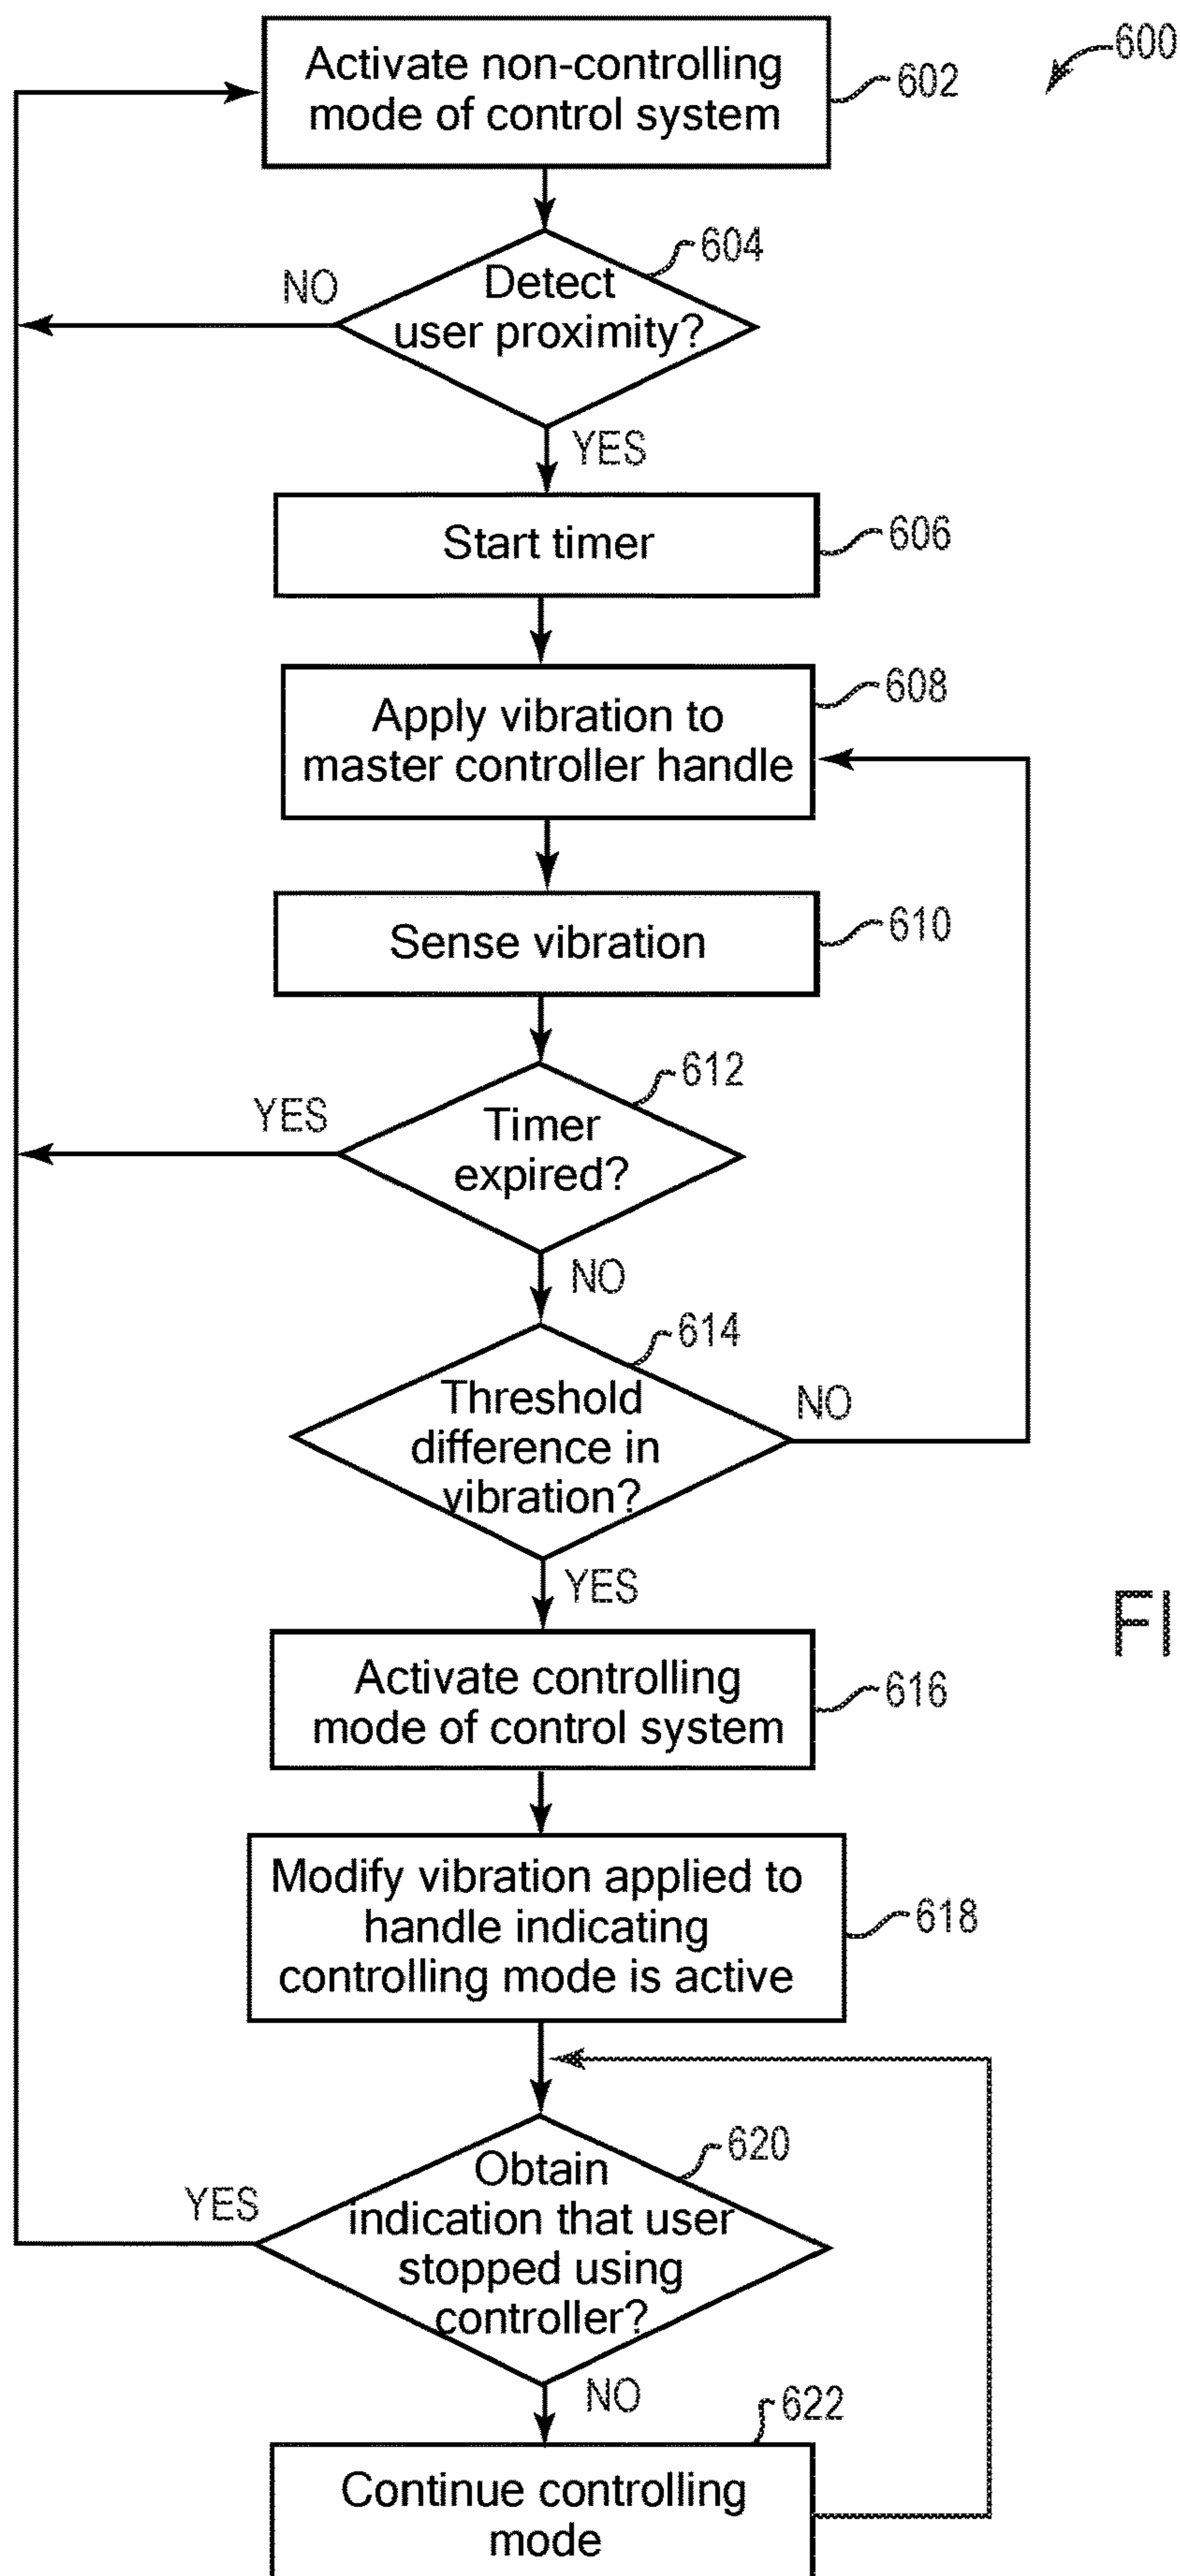 600
Activate non-controlling
mode of control system
602
604
Detect
user proximity?
NO
YES
Start timer
606
608
Apply vibration to
master controller handle
Sense vibration
610
612
YES
Timer
expired?
NO
614
Threshold
difference in
vibration?
NO
YES
Activate controlling
mode of control system
616
Modify vibration applied to
handle indicating
controlling mode is active
618
620
YES
Obtain
indication that user
stopped using
controller?
NO
622
Continue controlling
mode
FI